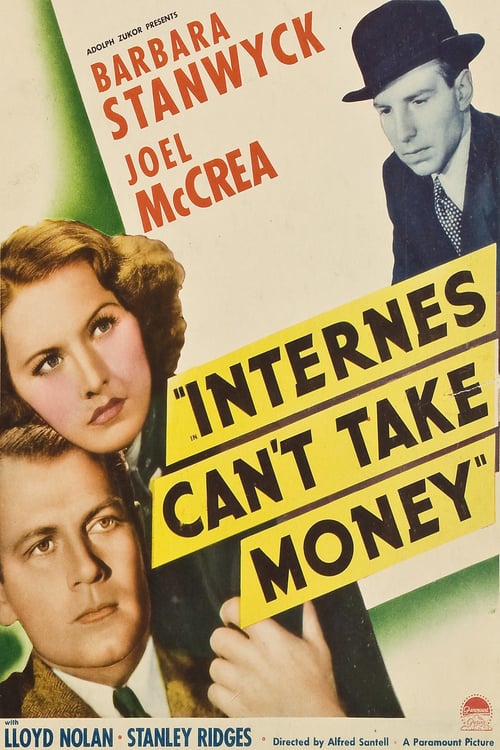 ADOLPH ZUKOR PRESENTS
BARBARA
STANWYCK
JOEL
McCREA
"INTERNES
IN
CAN'T TAKE
MONEY"
with
LLOYD NOLAN · STANLEY RIDGES · Directed by Alfred Santell · A Paramount Picture
Paramount